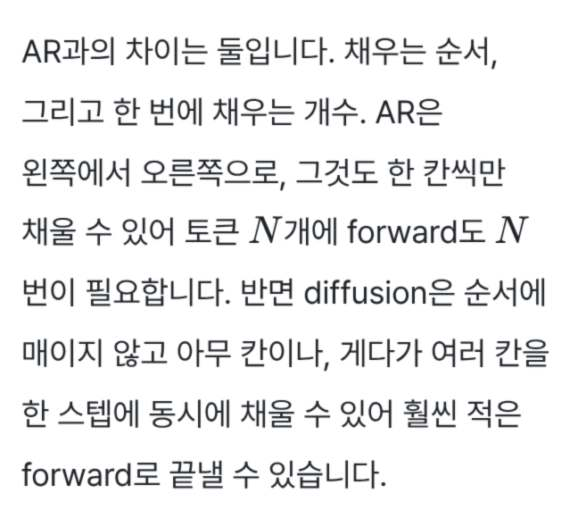 AR과의 차이는 둘입니다. 채우는 순서,
그리고 한 번에 채우는 개수. AR은
왼쪽에서 오른쪽으로, 그것도 한 칸씩만
채울 수 있어 토큰 N개에 forward도 N
번이 필요합니다. 반면 diffusion은 순서에
매이지 않고 아무 칸이나, 게다가 여러 칸을
한 스텝에 동시에 채울 수 있어 훨씬 적은
forward로 끝낼 수 있습니다.